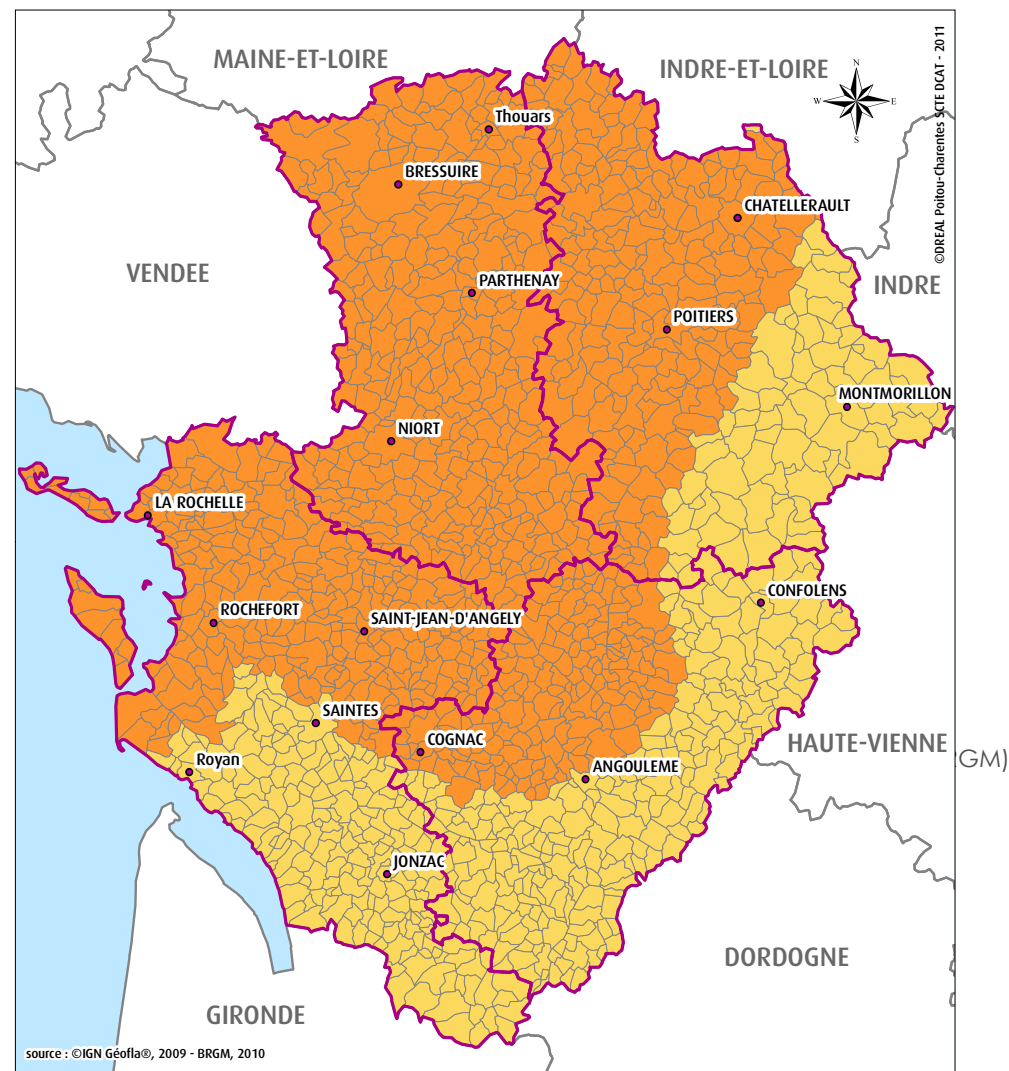 MAINE-ET-LOIRE
INDRE-ET-LOIRE
©DREAL Poitou-Charentes SCTE DCAT - 2011
N
W
E
S
Thouars
BRESSUIRE
CHATELLERAULT
VENDEE
PARTHENAY
INDRE
POITIERS
MONTMORILLON
NIORT
LA ROCHELLE
CONFOLENS
ROCHEFORT
SAINT-JEAN-D'ANGELY
SAINTES
COGNAC
HAUTE-VIENNE
GM)
Royan
ANGOULEME
JONZAC
DORDOGNE
GIRONDE
source : ©IGN Géofla®, 2009 - BRGM, 2010